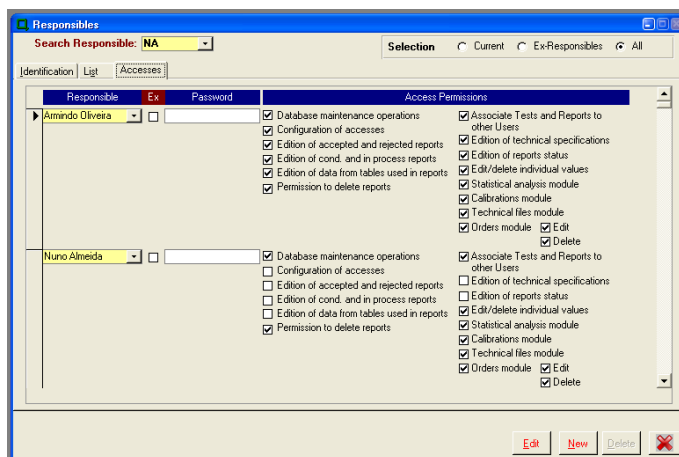 Responsibles
Search Responsible: NA
Selection Current Ex-Responsibles All
Identification List Accesses
Responsible Ex Password Access Permissions
Armindo Oliveira
Database maintenance operations
Configuration of accesses
Edition of accepted and rejected reports
Edition of cond. and in process reports
Edition of data from tables used in reports
Permission to delete reports
Associate Tests and Reports to
other Users
Edition of technical specifications
Edition of reports status
Edit/delete individual values
Statistical analysis module
Calibrations module
Technical files module
Orders module Edit
Delete
Nuno Almeida
Database maintenance operations
Configuration of accesses
Edition of accepted and rejected reports
Edition of cond. and in process reports
Edition of data from tables used in reports
Permission to delete reports
Associate Tests and Reports to
other Users
Edition of technical specifications
Edition of reports status
Edit/delete individual values
Statistical analysis module
Calibrations module
Technical files module
Orders module Edit
Delete
Edit New Delete